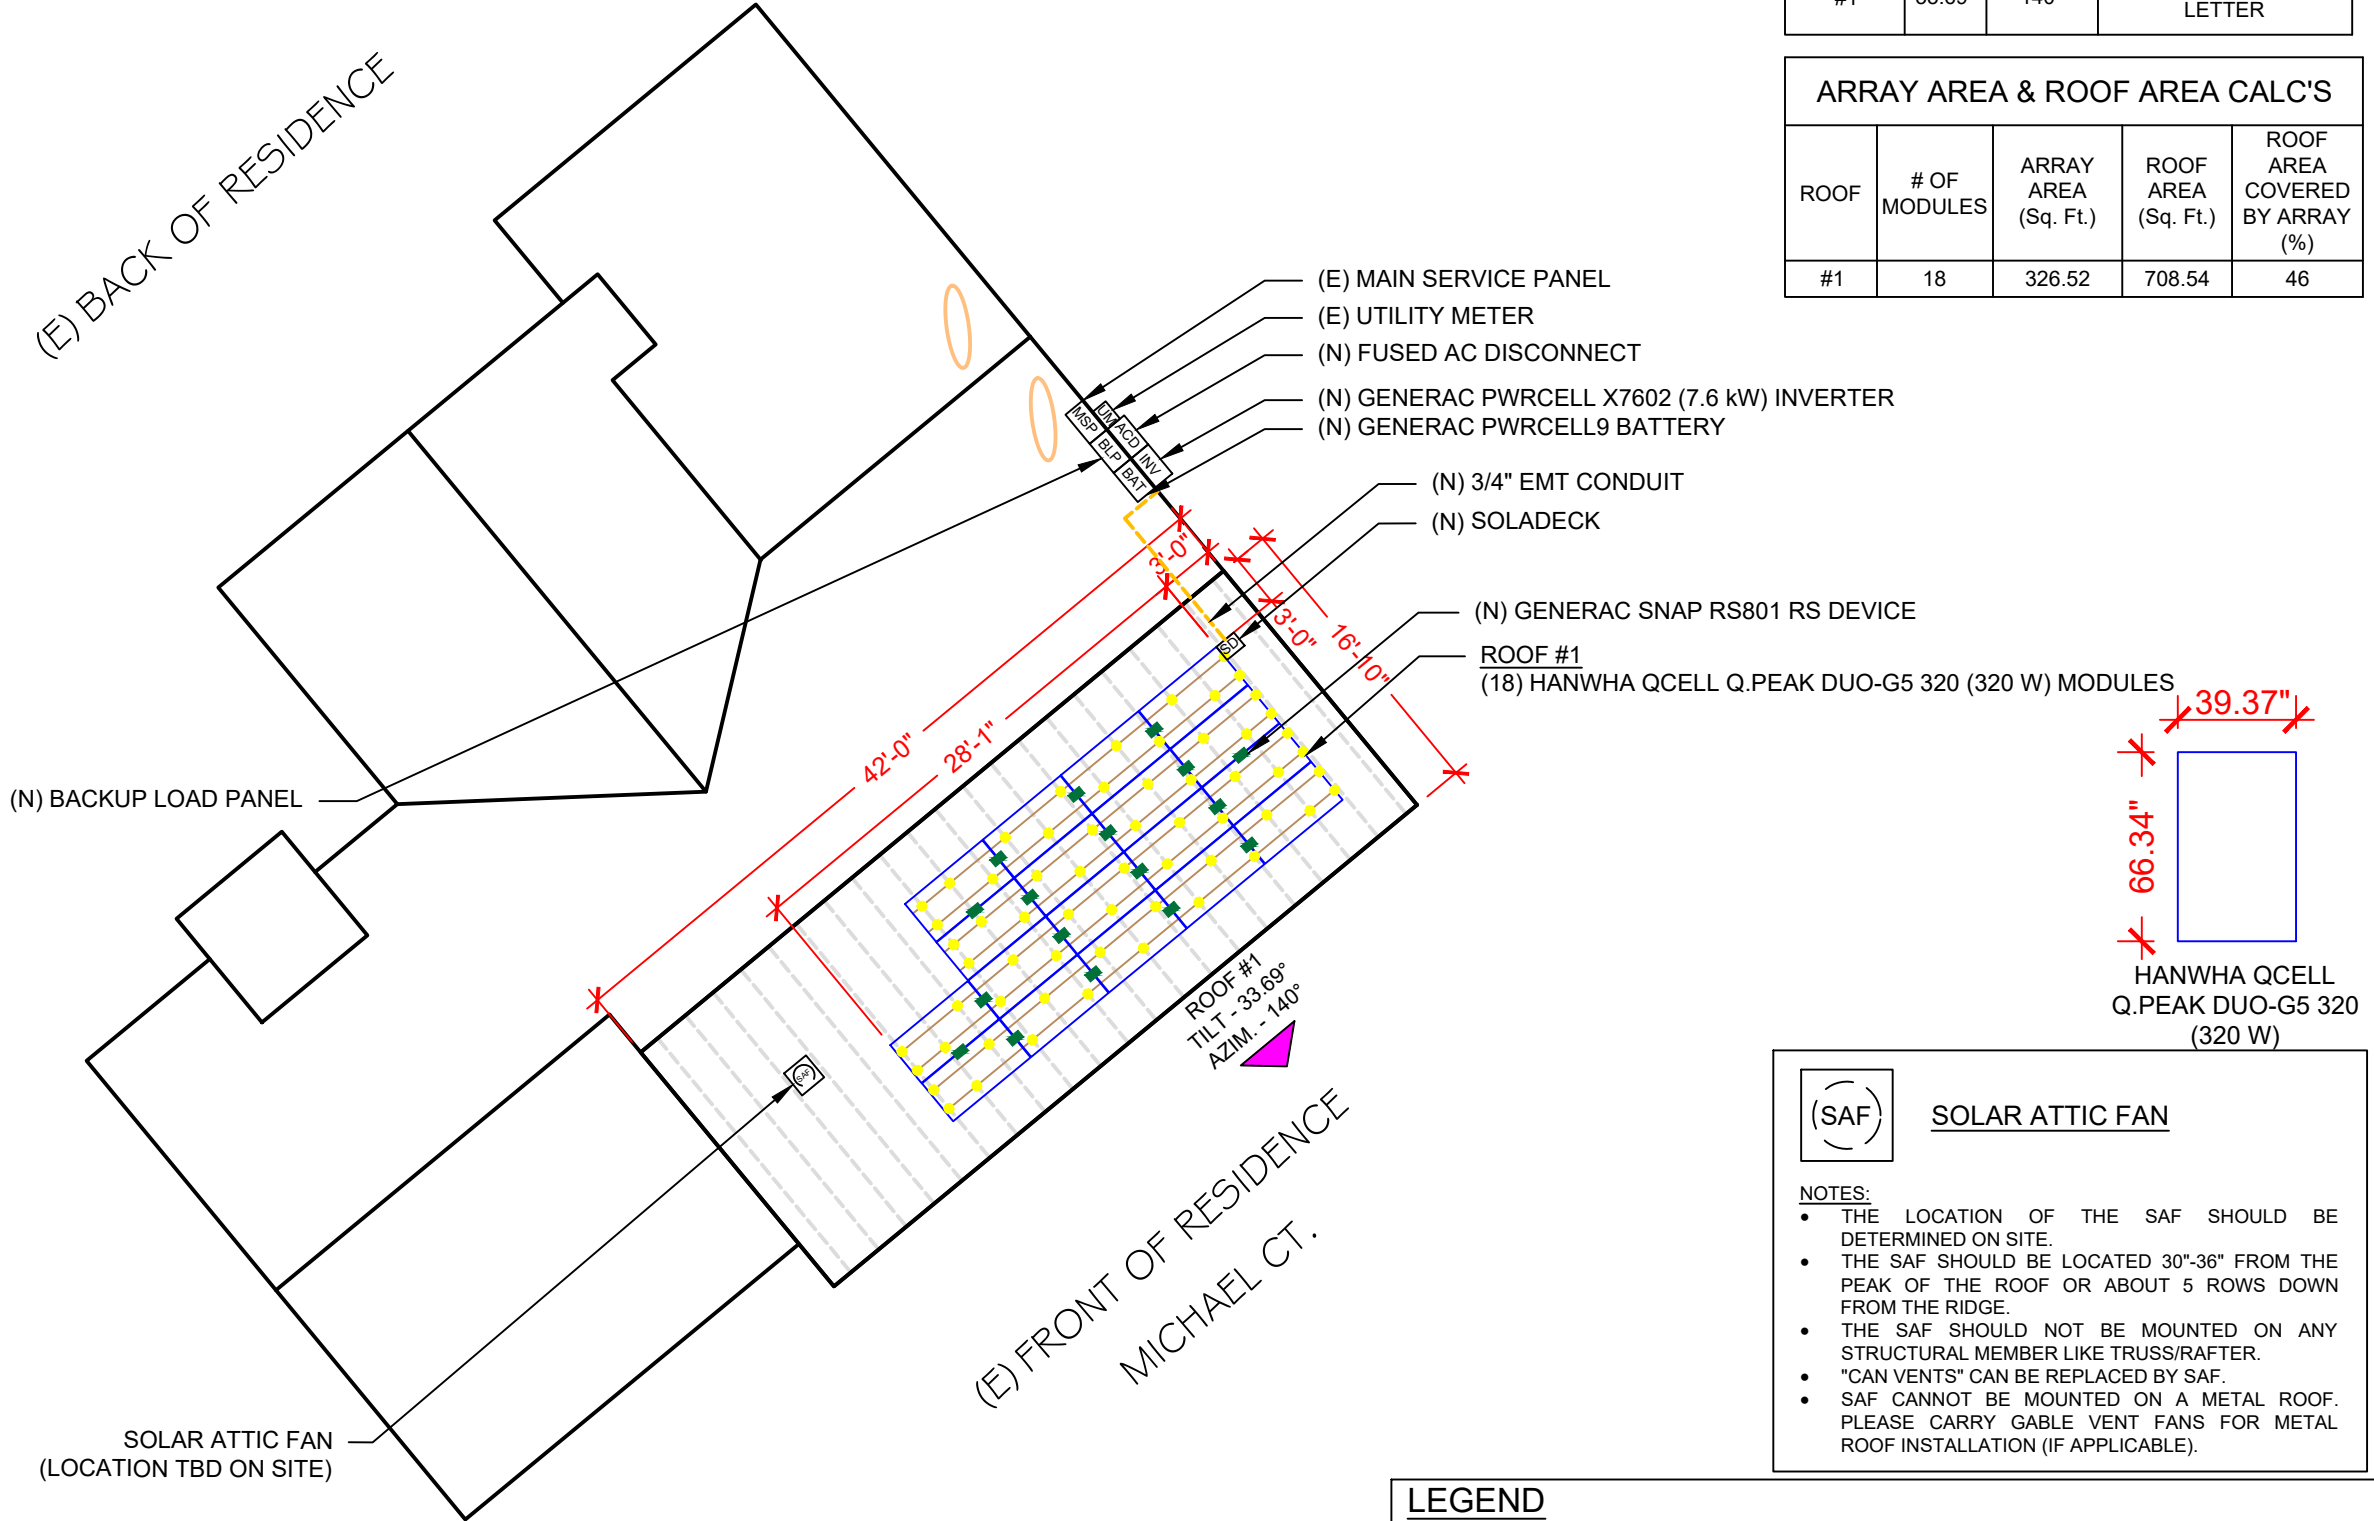 LETTER
ARRAY AREA & ROOF AREA CALC'S
ROOF
# OF
MODULES
ARRAY
AREA
(Sq. Ft.)
ROOF
AREA
(Sq. Ft.)
ROOF
AREA
COVERED
BY ARRAY
(%)
#1
18
326.52
708.54
46
(E) BACK OF RESIDENCE
(E) MAIN SERVICE PANEL
(E) UTILITY METER
(N) FUSED AC DISCONNECT
(N) GENERAC PWRCELL X7602 (7.6 kW) INVERTER
(N) GENERAC PWRCELL9 BATTERY
MSP
UM
ACD
INV
BLP
BAT
(N) 3/4" EMT CONDUIT
(N) SOLADECK
3'-0"
3'-0"
16'-10"
SD
(N) GENERAC SNAP RS801 RS DEVICE
ROOF #1
(18) HANWHA QCELL Q.PEAK DUO-G5 320 (320 W) MODULES
42'-0"
28'-1"
(N) BACKUP LOAD PANEL
39.37"
66.34"
HANWHA QCELL
Q.PEAK DUO-G5 320
(320 W)
ROOF #1
TILT - 33.69°
AZIM. - 140°
SAF
(E) FRONT OF RESIDENCE
MICHAEL CT.
SOLAR ATTIC FAN
(LOCATION TBD ON SITE)
SAF
SOLAR ATTIC FAN
NOTES:
• THE LOCATION OF THE SAF SHOULD BE
DETERMINED ON SITE.
• THE SAF SHOULD BE LOCATED 30"-36" FROM THE
PEAK OF THE ROOF OR ABOUT 5 ROWS DOWN
FROM THE RIDGE.
• THE SAF SHOULD NOT BE MOUNTED ON ANY
STRUCTURAL MEMBER LIKE TRUSS/RAFTER.
• "CAN VENTS" CAN BE REPLACED BY SAF.
• SAF CANNOT BE MOUNTED ON A METAL ROOF.
PLEASE CARRY GABLE VENT FANS FOR METAL
ROOF INSTALLATION (IF APPLICABLE).
LEGEND